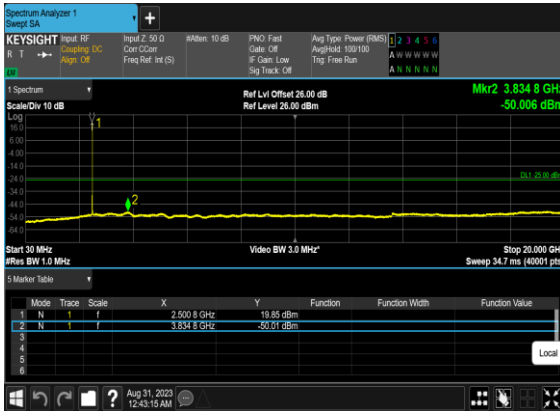 Spectrum Analyzer 1
Swept SA
+
KEYSIGHT
R T
Input: RF
Coupling: DC
Align: Off
Input Z: 50 Ω
Corr CCorr
Freq Ref: Int (S)
#Atten: 10 dB
PNO: Fast
Gate: Off
IF Gain: Low
Sig Track: Off
Avg Type: Power (RMS)
Avg|Hold: 100/100
Trig: Free Run
1 2 3 4 5 6
A W W W W W
A N N N N N
1 Spectrum
Scale/Div 10 dB
Ref Lvl Offset 26.00 dB
Ref Level 26.00 dBm
Mkr2 3.834 8 GHz
-50.006 dBm
Log
16.0
6.00
-4.00
-14.0
-24.0
-34.0
-44.0
-54.0
-64.0
1
2
DL1 -25.00 dBm
Start 30 MHz
#Res BW 1.0 MHz
Video BW 3.0 MHz*
Stop 20.000 GH
Sweep 34.7 ms (40001 pts
5 Marker Table
Mode Trace Scale X Y Function Function Width Function Value
1 N 1 f 2.500 8 GHz 19.85 dBm
2 N 1 f 3.834 8 GHz -50.01 dBm
3
4
5
6
Local
?
Aug 31, 2023
12:43:15 AM